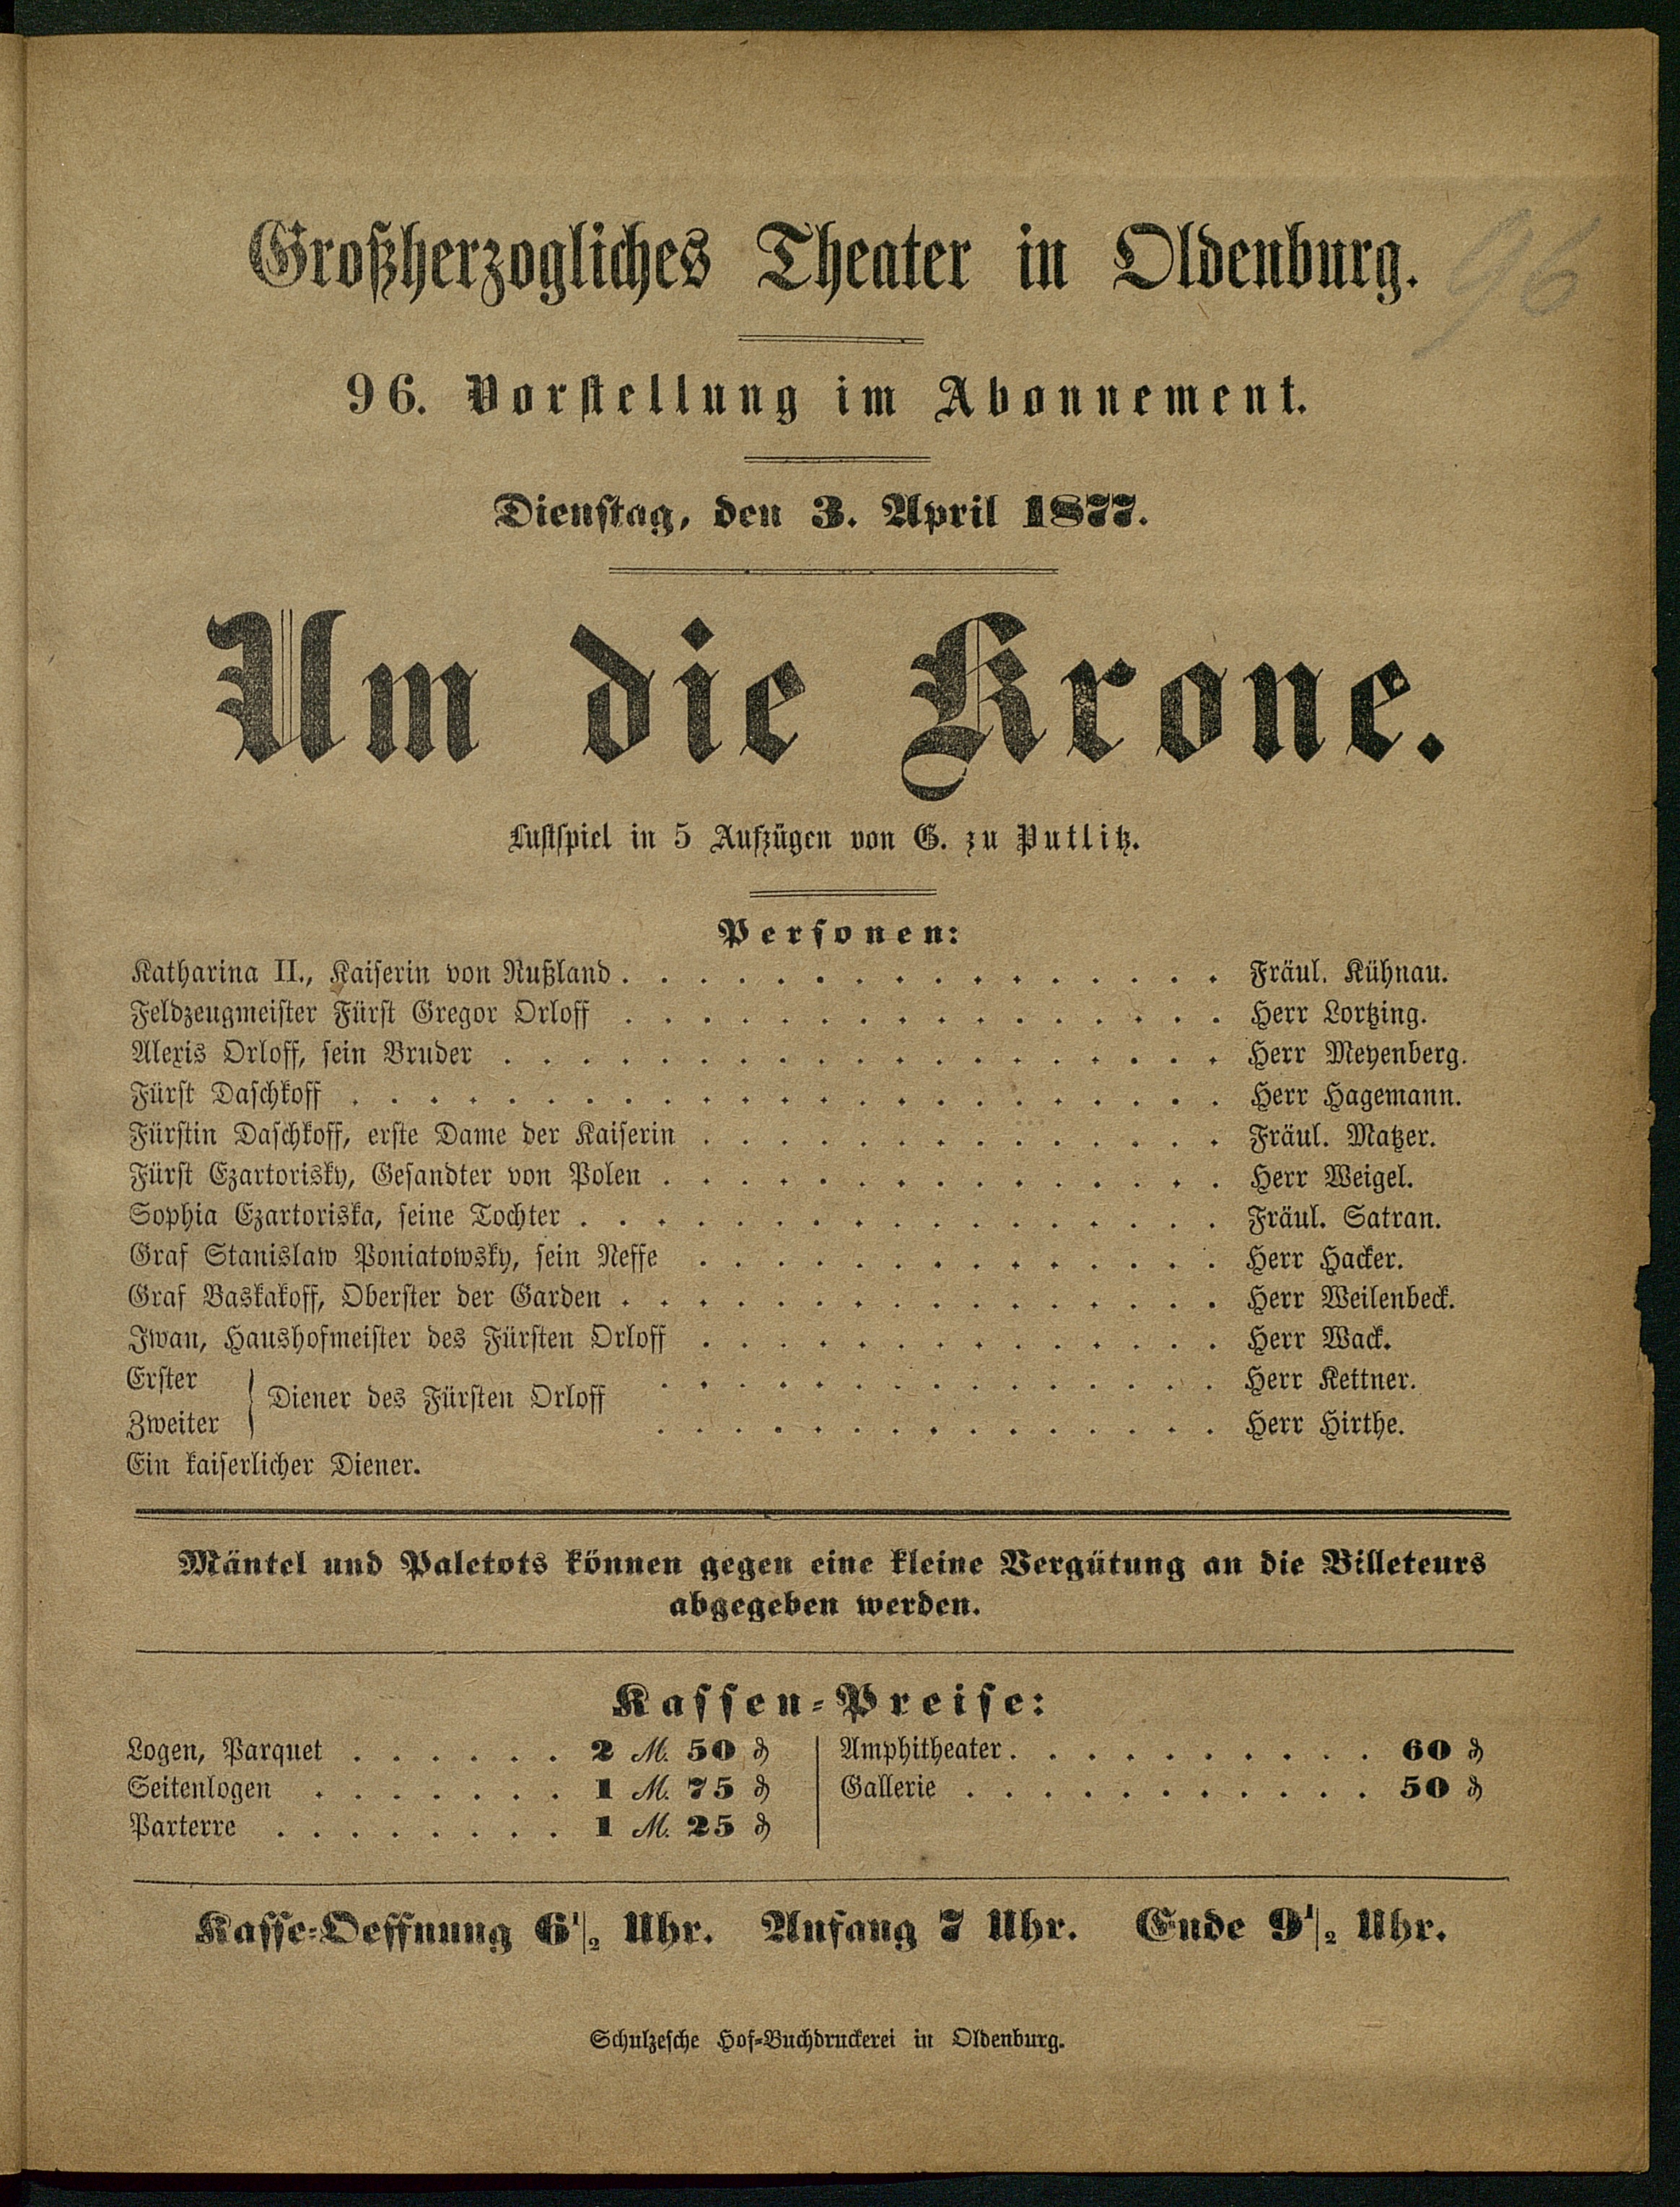 Großherzogliches Theater in Oldenburg.
96
96. Vorstellung im Abonnement.
Dienstag, den 3. April 1877.
Um die Krone.
Lustspiel in 5 Aufzügen von G. zu Putlitz.
Personen:
Katharina II., Kaiserin von Rußland . . . . . . . . . . . . . . . . Fräul. Kühnau.
Feldzeugmeister Fürst Gregor Orloff . . . . . . . . . . . . . . . . Herr Lortzing.
Alexis Orloff, sein Bruder . . . . . . . . . . . . . . . . . . . Herr Meyenberg.
Fürst Daschkoff . . . . . . . . . . . . . . . . . . . . . . . Herr Hagemann.
Fürstin Daschkoff, erste Dame der Kaiserin . . . . . . . . . . . . . . Fräul. Matzer.
Fürst Czartorisky, Gesandter von Polen . . . . . . . . . . . . . . . Herr Weigel.
Sophia Czartoriska, seine Tochter . . . . . . . . . . . . . . . . . Fräul. Satran.
Graf Stanislaw Poniatowsky, sein Neffe . . . . . . . . . . . . . . Herr Hacker.
Graf Baskakoff, Oberster der Garden . . . . . . . . . . . . . . . . Herr Weilenbeck.
Iwan, Haushofmeister des Fürsten Orloff . . . . . . . . . . . . . . Herr Wack.
Erster } Diener des Fürsten Orloff . . . . . . . . . . . . . . . Herr Kettner.
Zweiter . . . . . . . . . . . . . . . Herr Hirthe.
Ein kaiserlicher Diener.
Mäntel und Paletots können gegen eine kleine Vergütung an die Billeteurs
abgegeben werden.
Kassen-Preise:
Logen, Parquet . . . . . . 2 M. 50 ₰
Seitenlogen . . . . . . . 1 M. 75 ₰
Parterre . . . . . . . . 1 M. 25 ₰
Amphitheater . . . . . . . . . . 60 ₰
Gallerie . . . . . . . . . . . 50 ₰
Kasse-Oeffnung 6 1/2 Uhr. Anfang 7 Uhr. Ende 9 1/2 Uhr.
Schulzesche Hof-Buchdruckerei in Oldenburg.